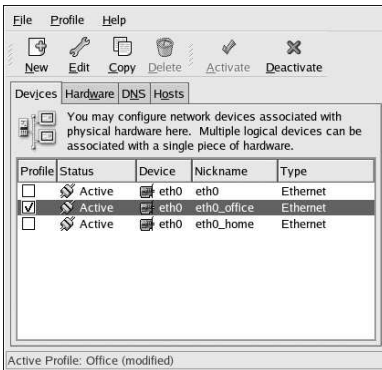 File Profile Help
New Edit Copy Delete Activate Deactivate
Devices Hardware DNS Hosts
You may configure network devices associated with
physical hardware here. Multiple logical devices can be
associated with a single piece of hardware.
Profile Status Device Nickname Type
Active eth0 eth0 Ethernet
Active eth0 eth0_office Ethernet
Active eth0 eth0_home Ethernet
Active Profile: Office (modified)